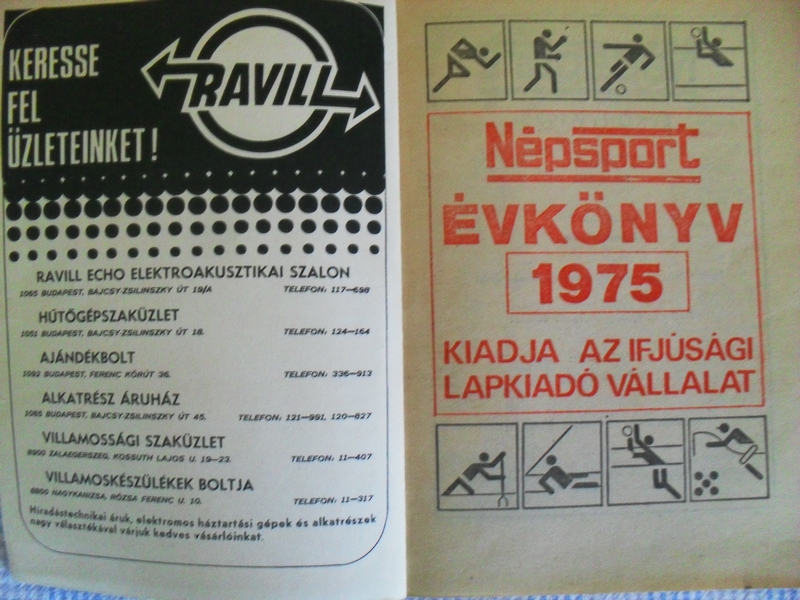 KERESSE
FEL
ÜZLETEINKET!
RAVILL
RAVILL ECHO ELEKTROAKUSZTIKAI SZALON
1065 BUDAPEST, BAJCSY-ZSILINSZKY ÚT 19/A TELEFON: 117—698
HÚTŐGÉPSZAKÜZLET
1051 BUDAPEST, BAJCSY-ZSILINSZKY ÚT 18. TELEFON: 124—164
AJÁNDÉKBOLT
1092 BUDAPEST, FERENC KÖRÚT 36. TELEFON: 336—913
ALKATRÉSZ ÁRUHÁZ
1065 BUDAPEST, BAJCSY-ZSILINSZKY ÚT 45. TELEFON: 121—991, 120—827
VILLAMOSSÁGI SZAKÜZLET
8900 ZALAEGERSZEG, KOSSUTH LAJOS U. 19—23. TELEFON: 11—407
VILLAMOSKÉSZÜLÉKEK BOLTJA
8800 NAGYKANIZSA, RÓZSA FERENC U. 10. TELEFON: 11—317
Híradástechnikai áruk, elektromos háztartási gépek és alkatrészek
nagy választékával várjuk kedves vásárlóinkat.
Népsport
ÉVKÖNYV
1975
KIADJA AZ IFJÚSÁGI
LAPKIADÓ VÁLLALAT